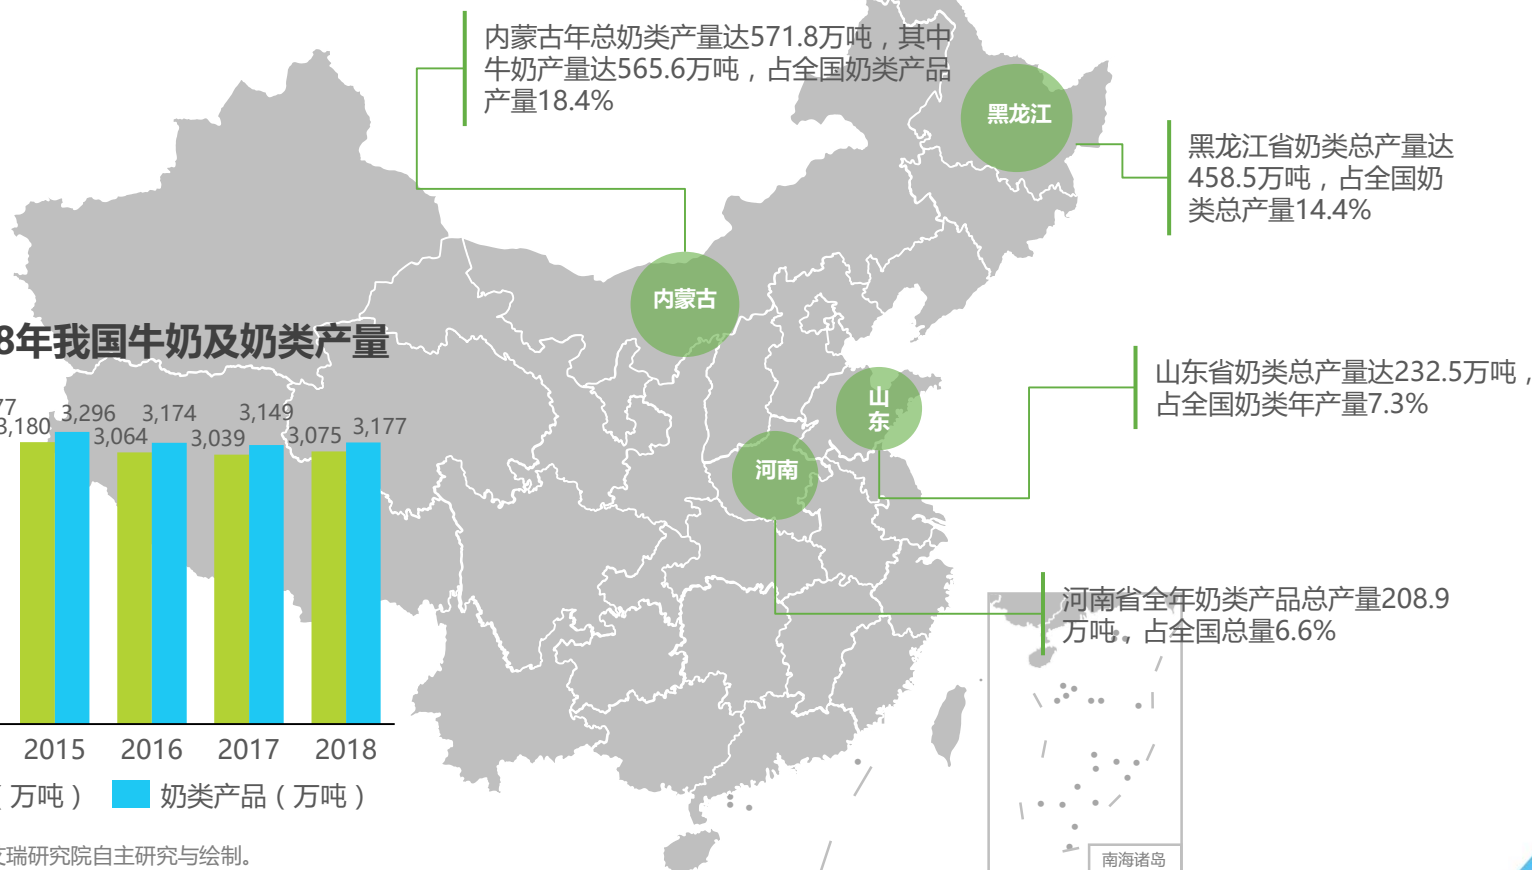 内蒙古年总奶类产量达571.8万吨，其中
牛奶产量达565.6万吨，占全国奶类产品
产量18.4%
黑龙江
黑龙江省奶类总产量达
458.5万吨，占全国奶
类总产量14.4%
内蒙古
8年我国牛奶及奶类产量
山东省奶类总产量达232.5万吨，
占全国奶类年产量7.3%
山
东
77
3,180
3,296
3,064
3,174
3,039
3,149
3,075
3,177
河南
河南省全年奶类产品总产量208.9
万吨，占全国总量6.6%
2015 2016 2017 2018
（万吨） 奶类产品（万吨）
艾瑞研究院自主研究与绘制。
南海诸岛